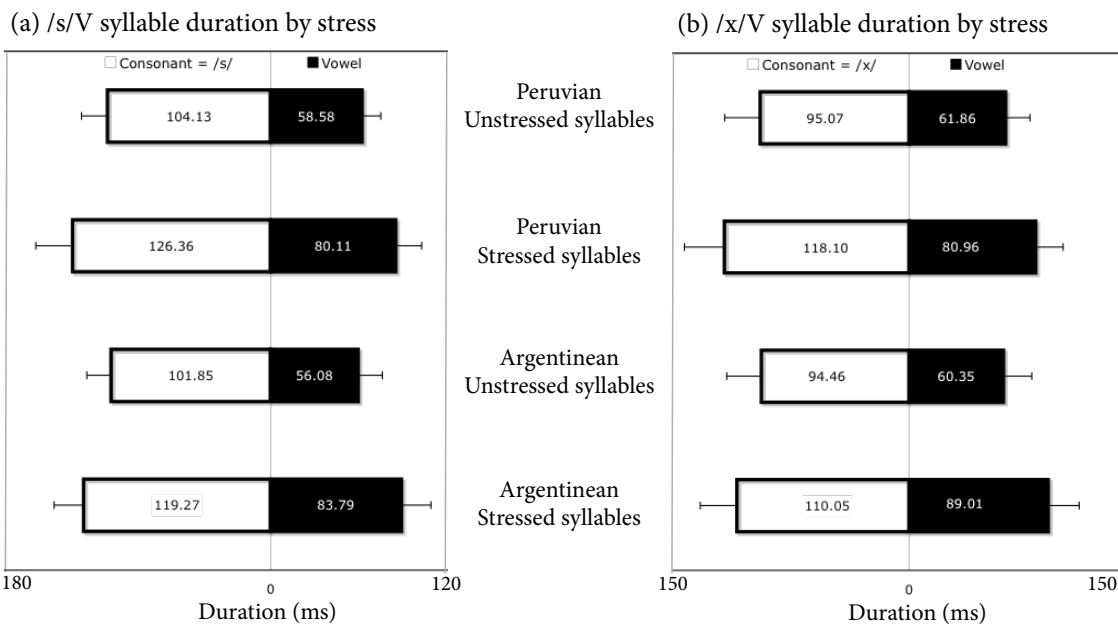 (a) /s/V syllable duration by stress
Consonant = /s/ Vowel
104.13 58.58
126.36 80.11
101.85 56.08
119.27 83.79
180 0 120
Duration (ms)
Peruvian
Unstressed syllables
Peruvian
Stressed syllables
Argentinean
Unstressed syllables
Argentinean
Stressed syllables
(b) /x/V syllable duration by stress
Consonant = /x/ Vowel
95.07 61.86
118.10 80.96
94.46 60.35
110.05 89.01
150 0 150
Duration (ms)